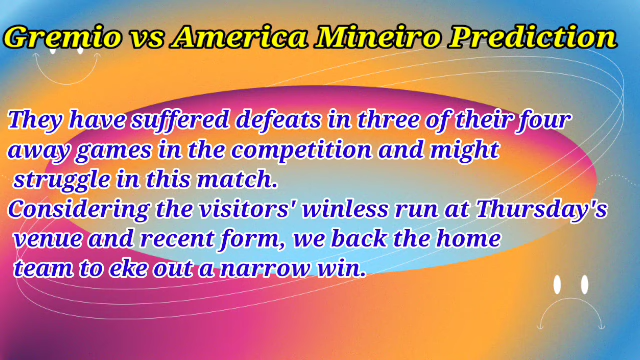 Gremio vs America Mineiro Prediction
They have suffered defeats in three of their four
away games in the competition and might
struggle in this match.
Considering the visitors' winless run at Thursday's
venue and recent form, we back the home
team to eke out a narrow win.